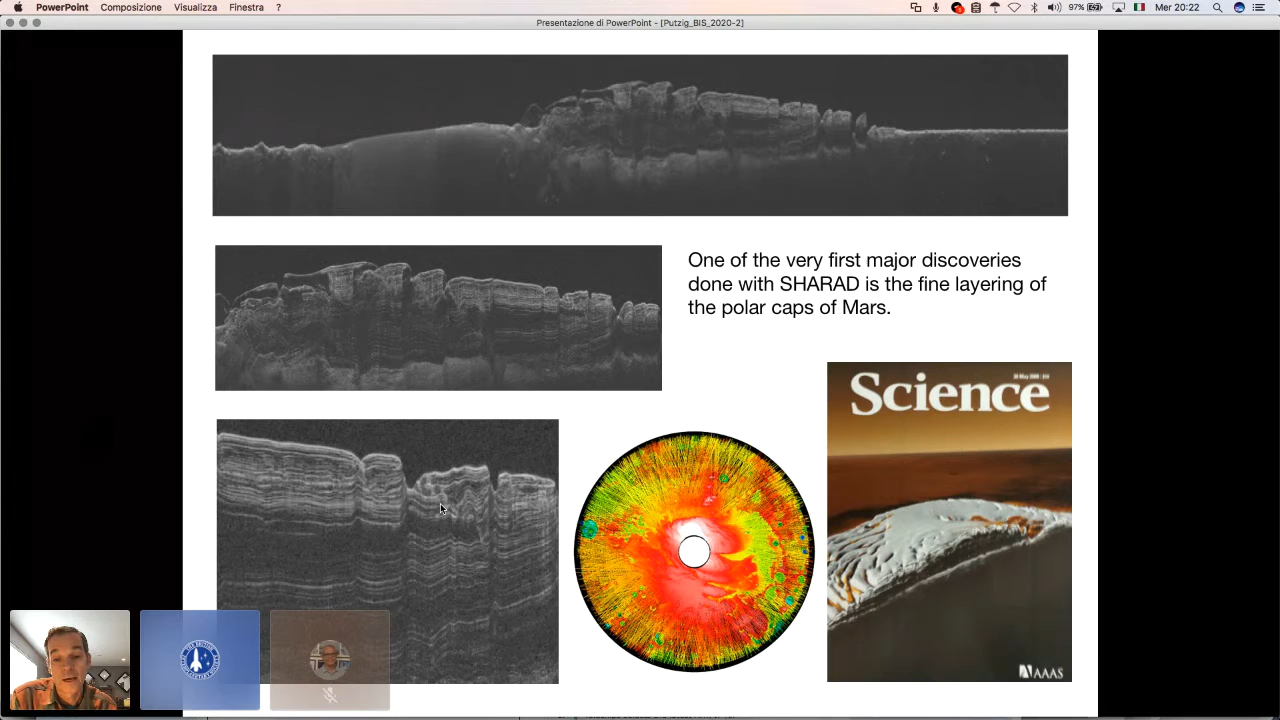 PowerPoint Composizione Visualizza Finestra ? 97% Mer 20:22
Presentazione di PowerPoint - [Putzig_BIS_2020-2]
One of the very first major discoveries
done with SHARAD is the fine layering of
the polar caps of Mars.
Science
AAAS